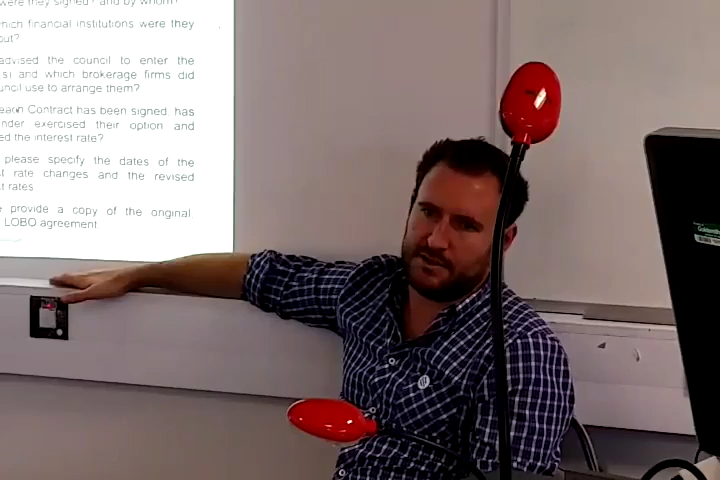 were they signed? and by whom?
which financial institutions were they
out?
advised the council to enter the
s) and which brokerage firms did
uncil use to arrange them?
each Contract has been signed, has
nder exercised their option and
ed the interest rate?
please specify the dates of the
t rate changes and the revised
t rates
e provide a copy of the original,
LOBO agreement.
Goldsmiths